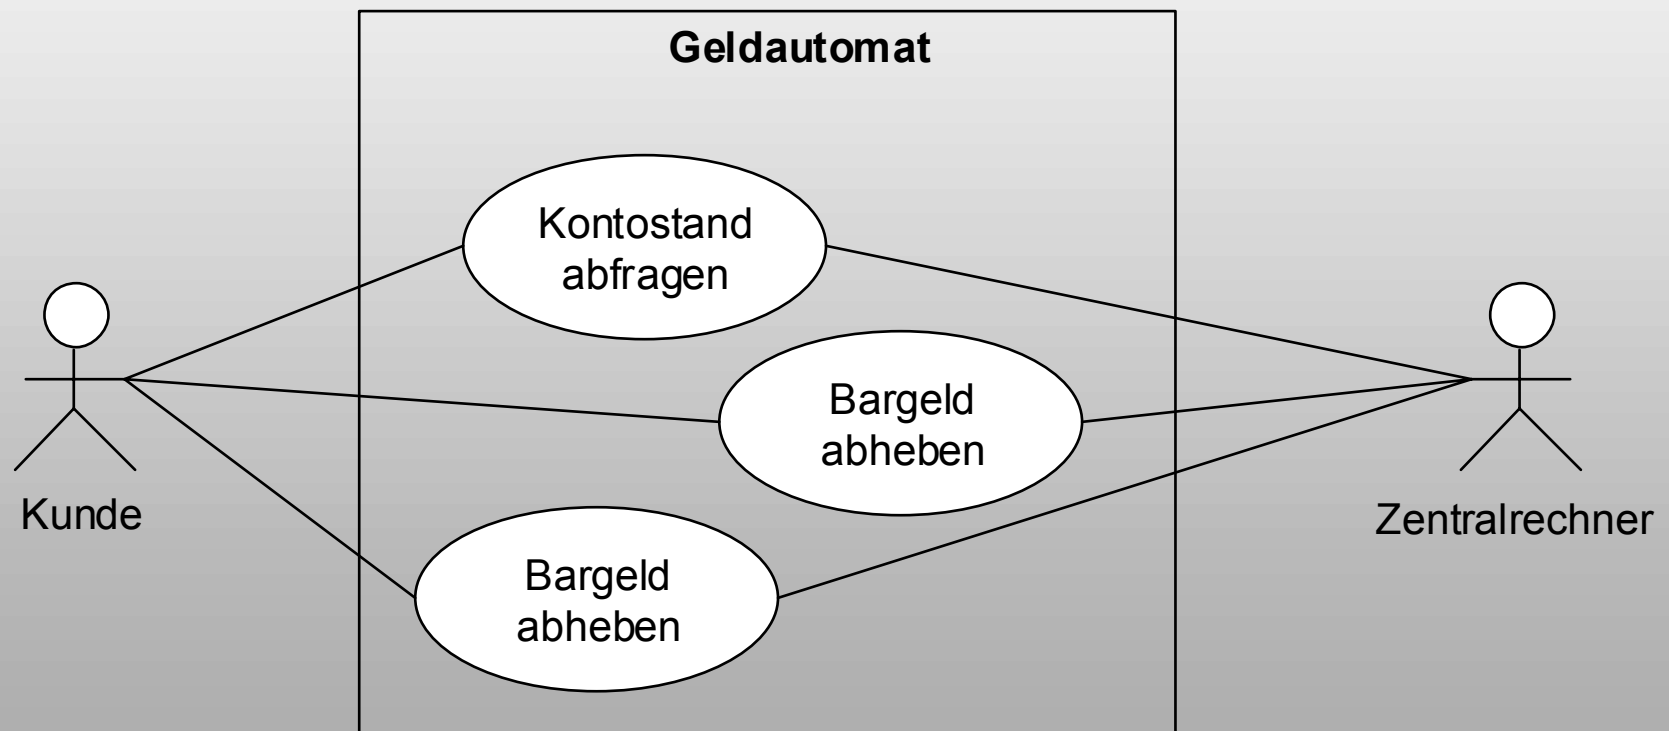 Geldautomat
Kontostand
abfragen
Bargeld
abheben
Kunde
Zentralrechner
Bargeld
abheben